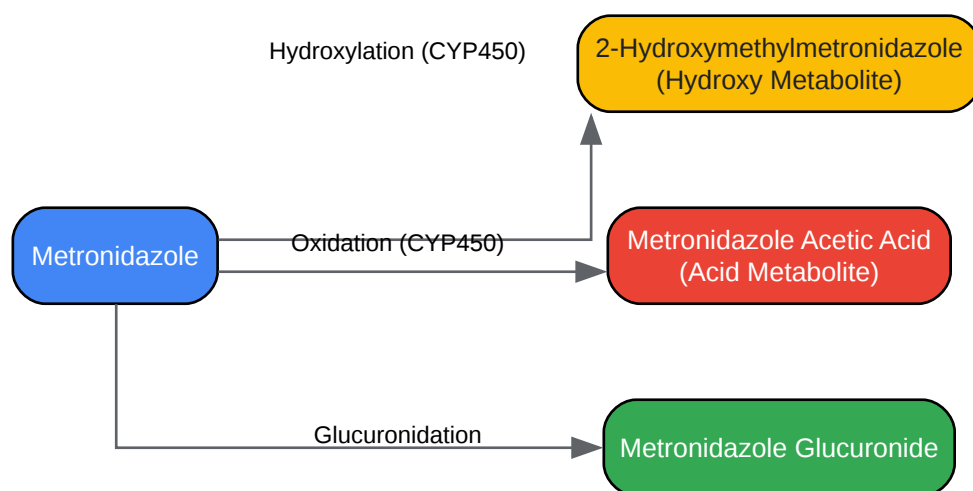 Hydroxylation (CYP450)
2-Hydroxymethylmetronidazole
(Hydroxy Metabolite)
Metronidazole
Oxidation (CYP450)
Metronidazole Acetic Acid
(Acid Metabolite)
Glucuronidation
Metronidazole Glucuronide